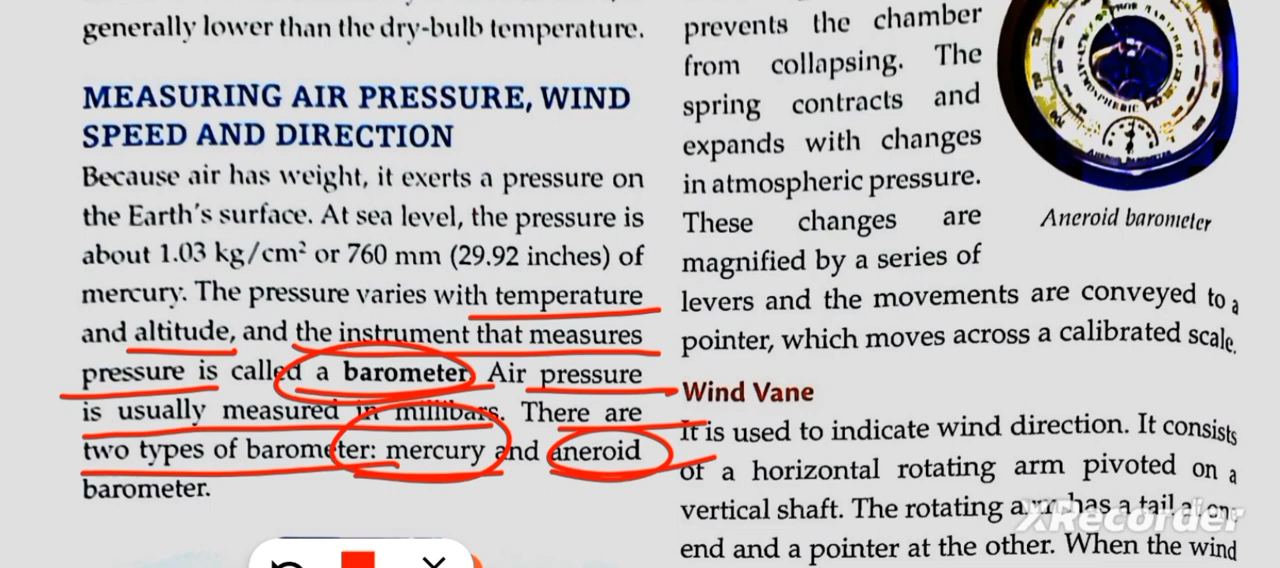 generally lower than the dry-bulb temperature.
MEASURING AIR PRESSURE, WIND
SPEED AND DIRECTION
Because air has weight, it exerts a pressure on
the Earth's surface. At sea level, the pressure is
about 1.03 kg/cm² or 760 mm (29.92 inches) of
mercury. The pressure varies with temperature
and altitude, and the instrument that measures
pressure is called a barometer. Air pressure
is usually measured in millibars. There are
two types of barometer: mercury and aneroid
barometer.
prevents the chamber
from collapsing. The
spring contracts and
expands with changes
in atmospheric pressure.
These changes are
magnified by a series of
levers and the movements are conveyed to a
pointer, which moves across a calibrated scale.
Aneroid barometer
Wind Vane
It is used to indicate wind direction. It consists
of a horizontal rotating arm pivoted on a
vertical shaft. The rotating arm has a tail at one
end and a pointer at the other. When the wind
XRecorder